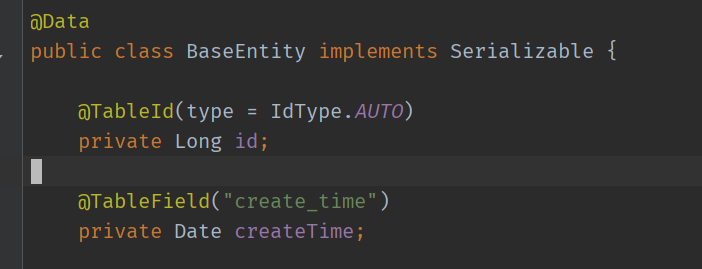 @Data
public class BaseEntity implements Serializable {
@TableId(type = IdType.AUTO)
private Long id;
@TableField("create_time")
private Date createTime;